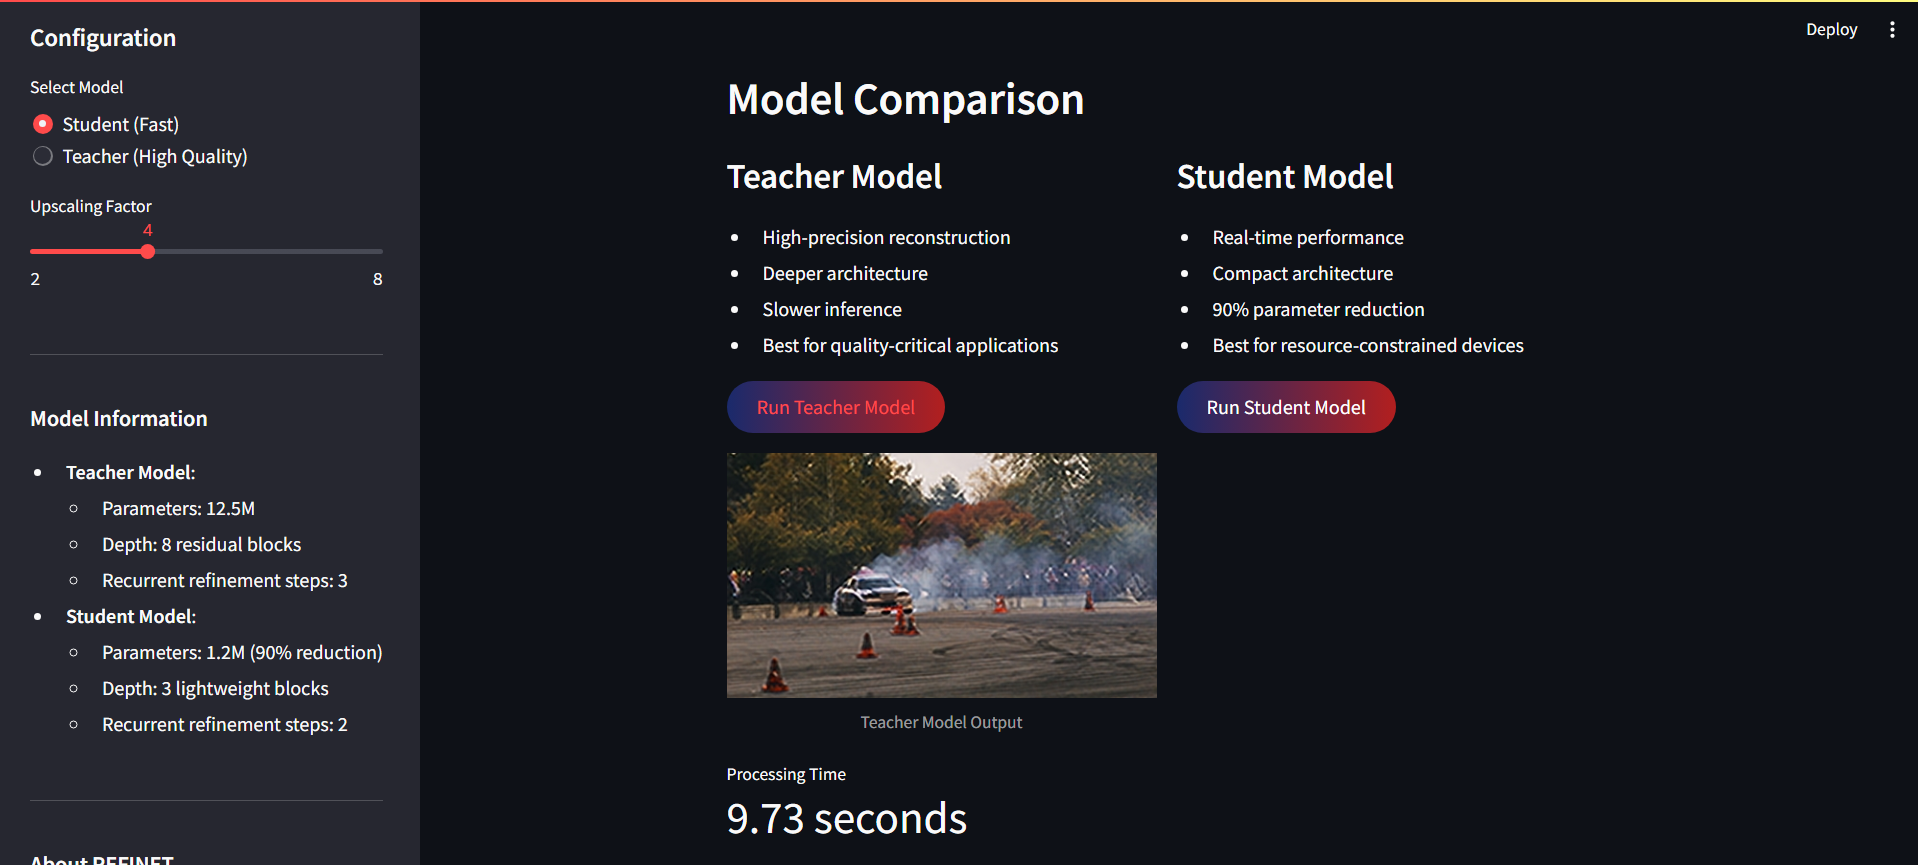 Configuration
Select Model
Student (Fast)
Teacher (High Quality)
Upscaling Factor
4
2
8
Model Information
Teacher Model:
Parameters: 12.5M
Depth: 8 residual blocks
Recurrent refinement steps: 3
Student Model:
Parameters: 1.2M (90% reduction)
Depth: 3 lightweight blocks
Recurrent refinement steps: 2
About REFINET
Deploy
Model Comparison
Teacher Model
High-precision reconstruction
Deeper architecture
Slower inference
Best for quality-critical applications
Run Teacher Model
Teacher Model Output
Processing Time
9.73 seconds
Student Model
Real-time performance
Compact architecture
90% parameter reduction
Best for resource-constrained devices
Run Student Model